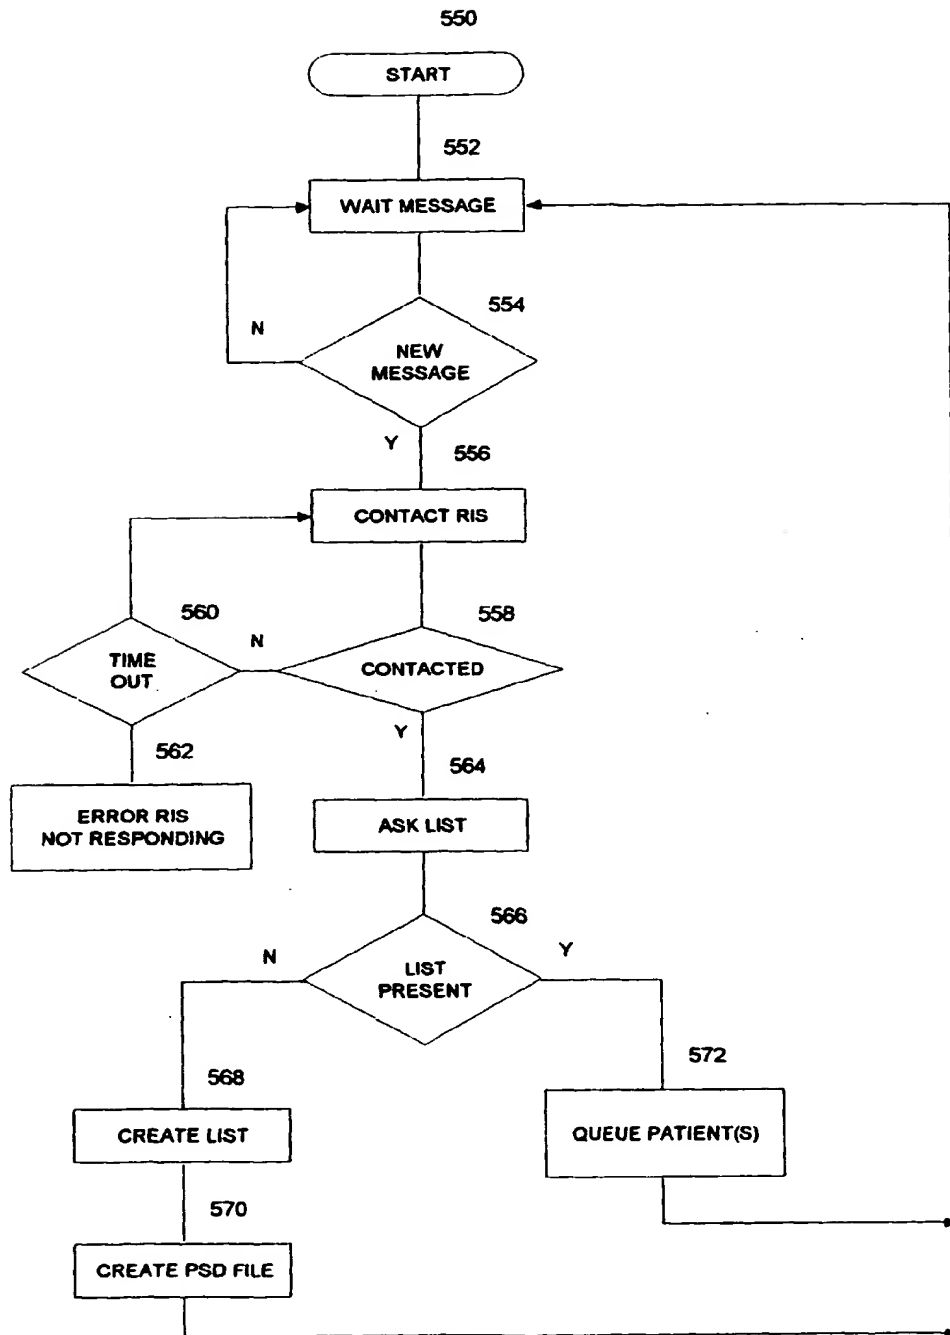 550
START
552
WAIT MESSAGE
554
N
NEW
MESSAGE
Y
556
CONTACT RIS
560
N
558
TIME
OUT
CONTACTED
Y
562
564
ERROR RIS
NOT RESPONDING
ASK LIST
566
N
Y
LIST
PRESENT
572
568
CREATE LIST
QUEUE PATIENT(S)
570
CREATE PSD FILE